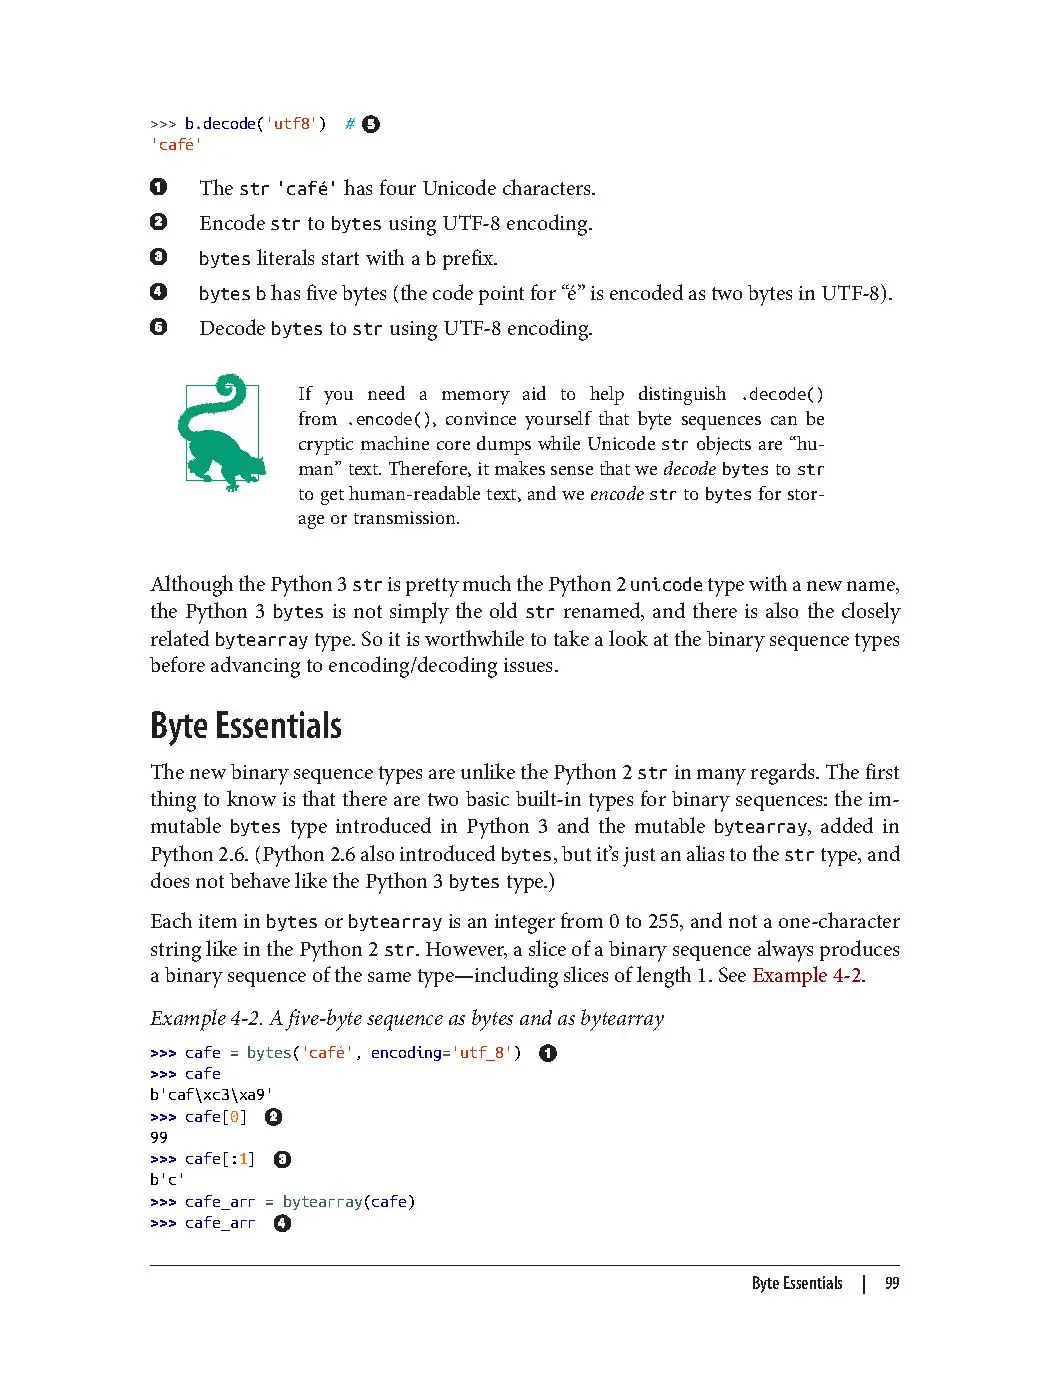 >>> b.decode('utf8')  # ❺
'café'
❶ The str 'café' has four Unicode characters.
❷ Encode str to bytes using UTF-8 encoding.
❸ bytes literals start with a b prefix.
❹ bytes b has five bytes (the code point for “é” is encoded as two bytes in UTF-8).
❺ Decode bytes to str using UTF-8 encoding.
If you need a memory aid to help distinguish .decode()
from .encode(), convince yourself that byte sequences can be
cryptic machine core dumps while Unicode str objects are “hu-
man” text. Therefore, it makes sense that we decode bytes to str
to get human-readable text, and we encode str to bytes for stor-
age or transmission.
Although the Python 3 str is pretty much the Python 2 unicode type with a new name,
the Python 3 bytes is not simply the old str renamed, and there is also the closely
related bytearray type. So it is worthwhile to take a look at the binary sequence types
before advancing to encoding/decoding issues.
Byte Essentials
The new binary sequence types are unlike the Python 2 str in many regards. The first
thing to know is that there are two basic built-in types for binary sequences: the im-
mutable bytes type introduced in Python 3 and the mutable bytearray, added in
Python 2.6. (Python 2.6 also introduced bytes, but it’s just an alias to the str type, and
does not behave like the Python 3 bytes type.)
Each item in bytes or bytearray is an integer from 0 to 255, and not a one-character
string like in the Python 2 str. However, a slice of a binary sequence always produces
a binary sequence of the same type—including slices of length 1. See Example 4-2.
Example 4-2. A five-byte sequence as bytes and as bytearray
>>> cafe = bytes('café', encoding='utf_8')  ❶
>>> cafe
b'caf\xc3\xa9'
>>> cafe[0]  ❷
99
>>> cafe[:1]  ❸
b'c'
>>> cafe_arr = bytearray(cafe)
>>> cafe_arr  ❹
Byte Essentials | 99